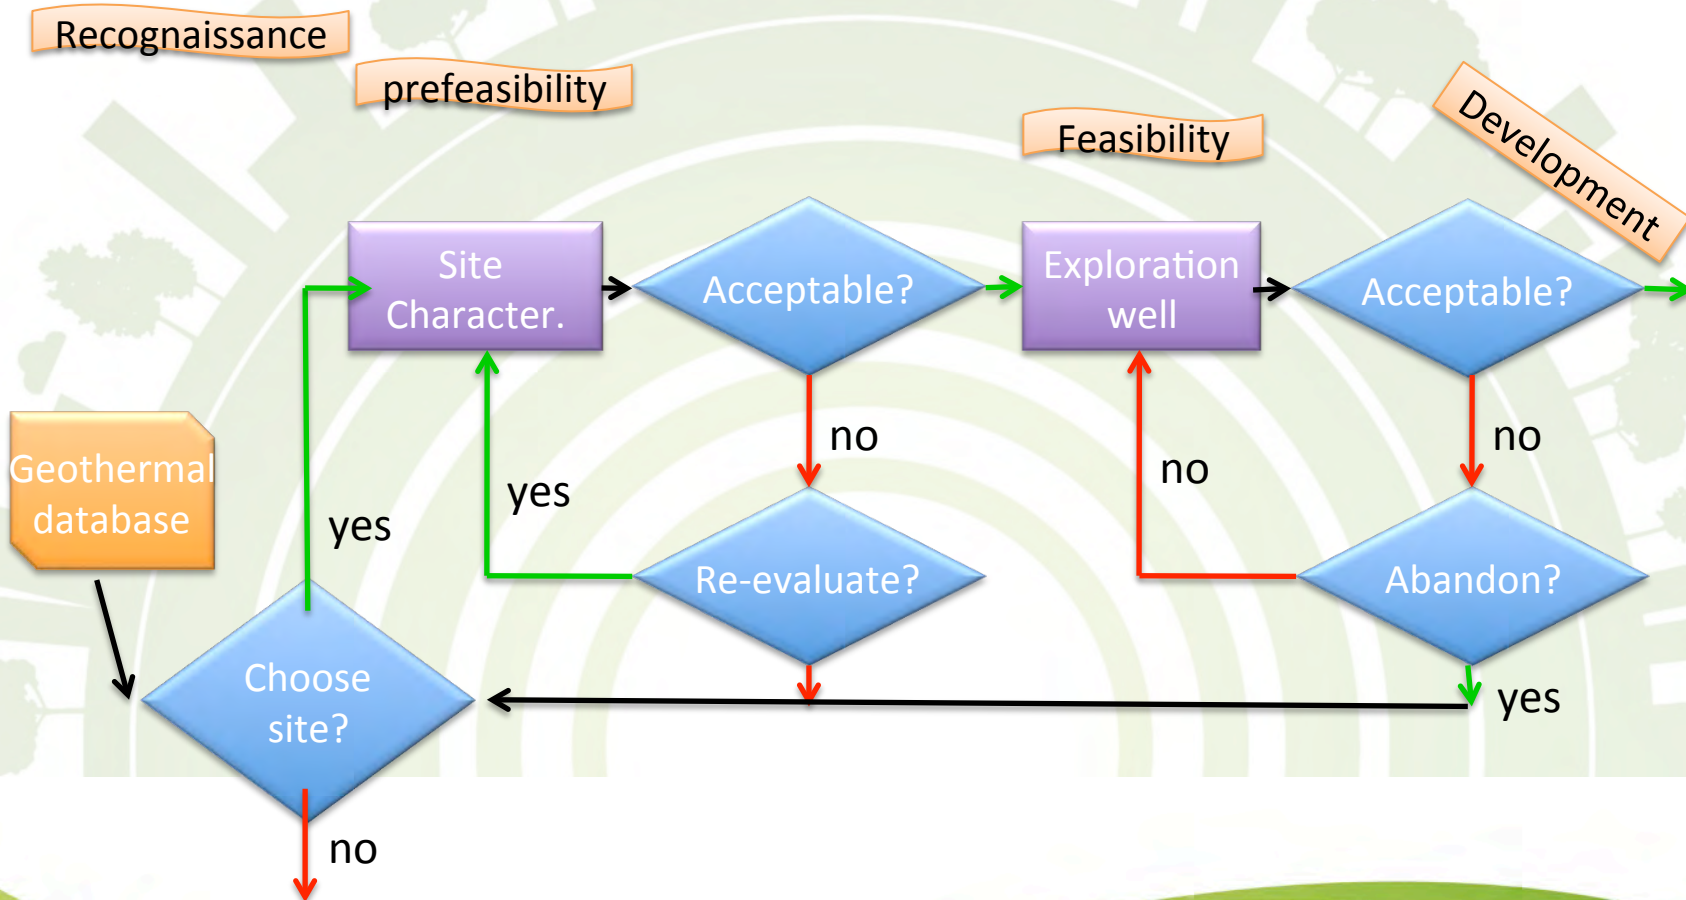 Recognaissance
prefeasibility
Feasibility
Development
Site
Character.
Acceptable?
Exploration
well
Acceptable?
no
no
no
yes
Geothermal
database
yes
Re-evaluate?
Abandon?
Choose
site?
yes
no